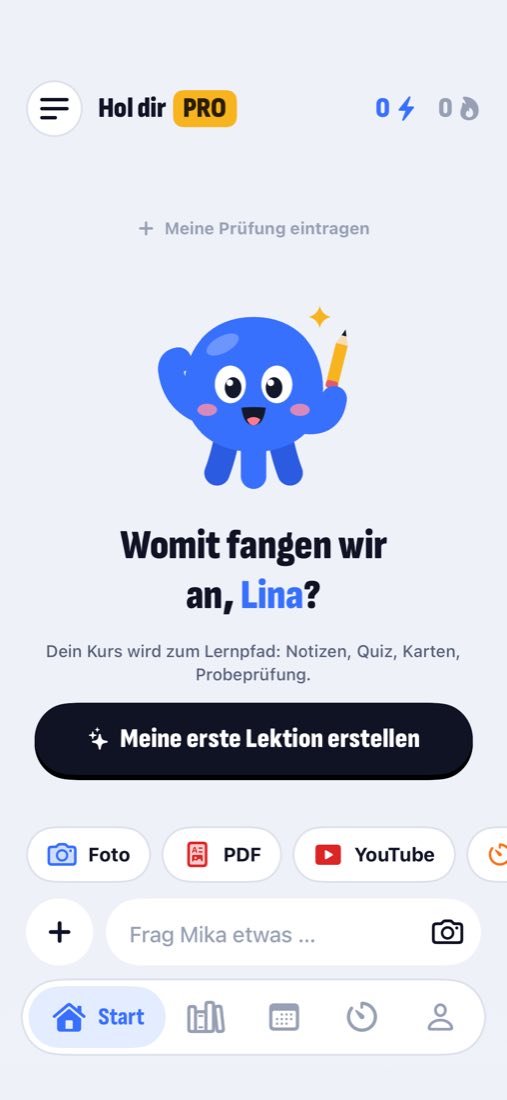 Hol dir PRO
0 0
Meine Prüfung eintragen
Womit fangen wir
an, Lina?
Dein Kurs wird zum Lernpfad: Notizen, Quiz, Karten,
Probeprüfung.
Meine erste Lektion erstellen
Foto PDF YouTube
Frag Mika etwas ...
Start